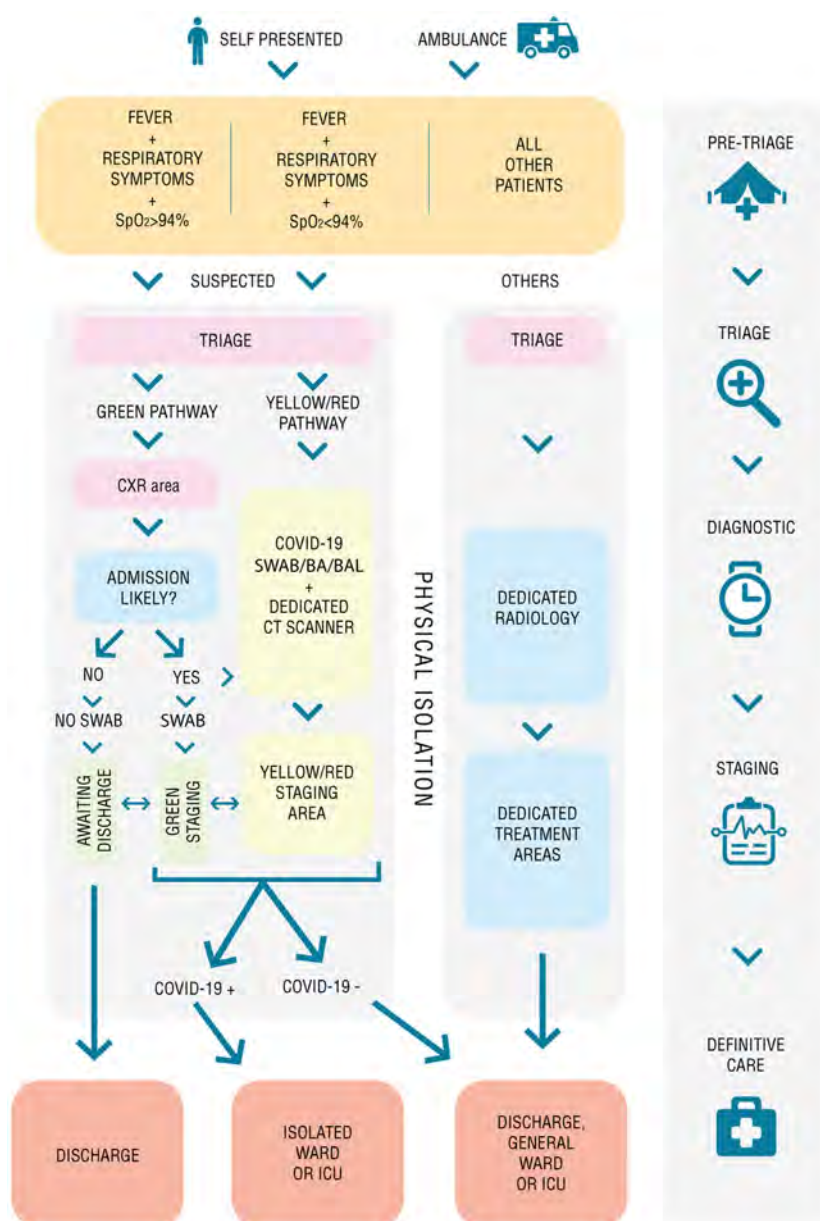 SELF PRESENTED
AMBULANCE
FEVER
+
RESPIRATORY
SYMPTOMS
+
SpO2>94%
FEVER
+
RESPIRATORY
SYMPTOMS
+
SpO2<94%
ALL
OTHER
PATIENTS
SUSPECTED
OTHERS
TRIAGE
GREEN PATHWAY
YELLOW/RED
PATHWAY
CXR area
ADMISSION
LIKELY?
NO
YES
NO SWAB
SWAB
AWAITING
DISCHARGE
GREEN
STAGING
COVID-19
SWAB/BA/BAL
+
DEDICATED
CT SCANNER
YELLOW/RED
STAGING
AREA
COVID-19 +
COVID-19 -
PHYSICAL ISOLATION
TRIAGE
DEDICATED
RADIOLOGY
DEDICATED
TREATMENT
AREAS
DISCHARGE
ISOLATED
WARD
OR ICU
DISCHARGE,
GENERAL
WARD
OR ICU
PRE-TRIAGE
TRIAGE
DIAGNOSTIC
STAGING
DEFINITIVE
CARE